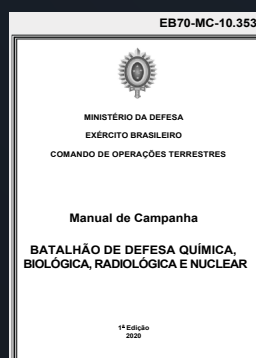 EB70-MC-10.353
MINISTÉRIO DA DEFESA
EXÉRCITO BRASILEIRO
COMANDO DE OPERAÇÕES TERRESTRES
Manual de Campanha
BATALHÃO DE DEFESA QUÍMICA,
BIOLÓGICA, RADIOLÓGICA E NUCLEAR
1ª Edição
2020